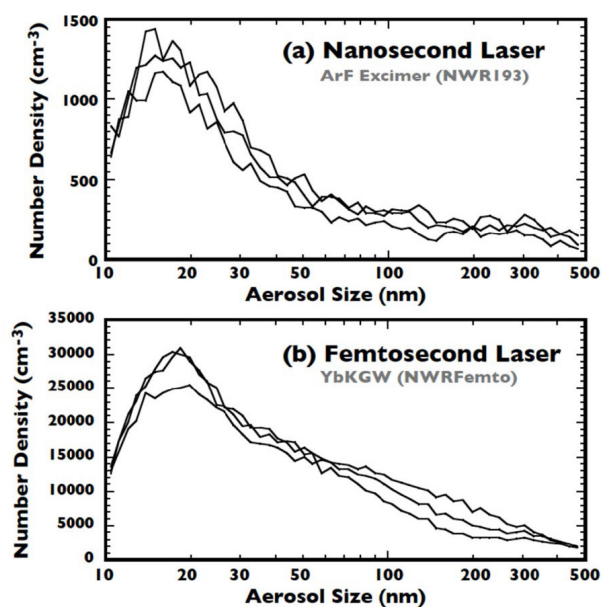 1500
(a) Nanosecond Laser
ArF Excimer (NWR193)
1000
Number Density (cm-3)
500
0
10 20 30 50 100 200 300 500
Aerosol Size (nm)
35000
(b) Femtosecond Laser
30000
YbKGW (NWRFemto)
25000
20000
Number Density (cm-3)
15000
10000
5000
0
10 20 30 50 100 200 300 500
Aerosol Size (nm)